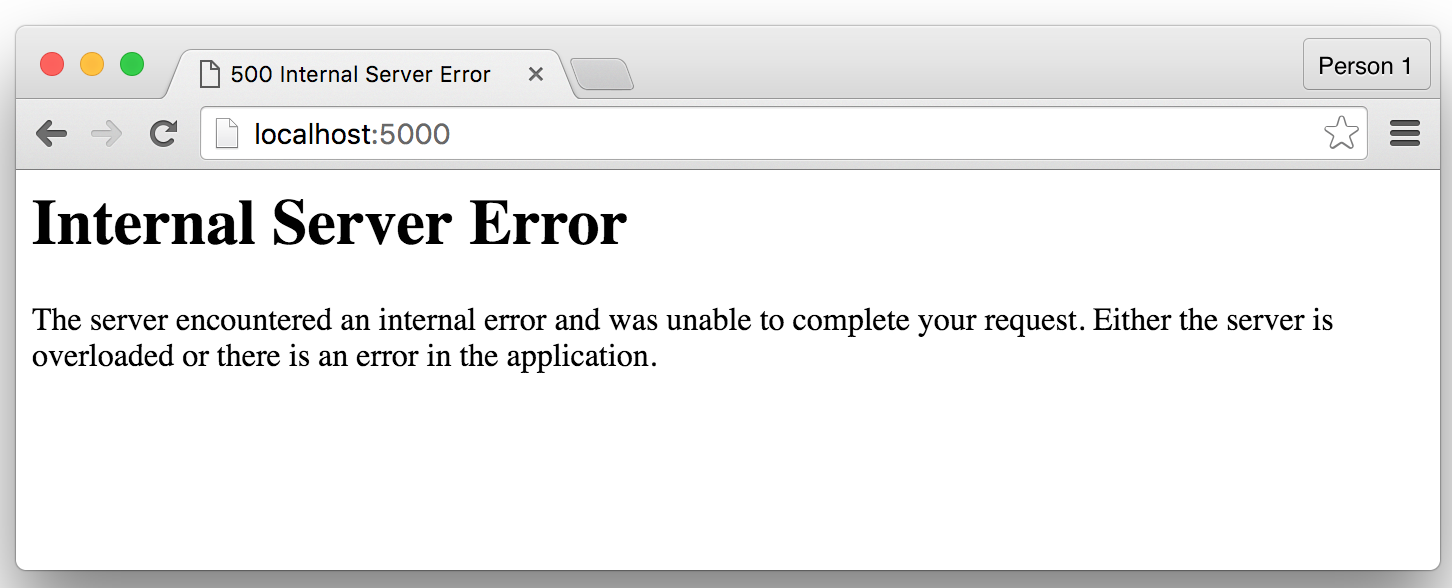 500 Internal Server Error
Person 1
localhost:5000
Internal Server Error
The server encountered an internal error and was unable to complete your request. Either the server is
overloaded or there is an error in the application.